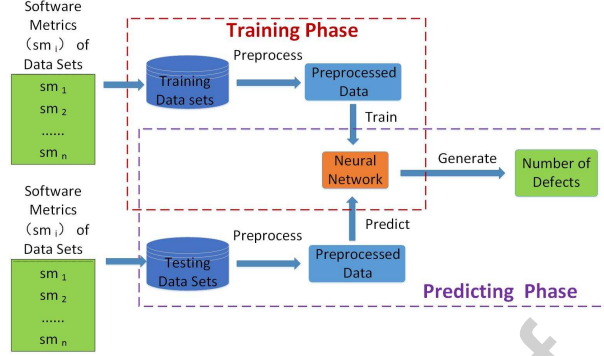 Software
Metrics
（sm i）of
Data Sets
sm 1
sm 2
......
sm n
Training Phase
Training
Data sets
Preprocess
Preprocessed
Data
Train
Neural
Network
Generate
Number of
Defects
Software
Metrics
（sm i）of
Data Sets
sm 1
sm 2
......
sm n
Testing
Data Sets
Preprocess
Preprocessed
Data
Predict
Predicting Phase